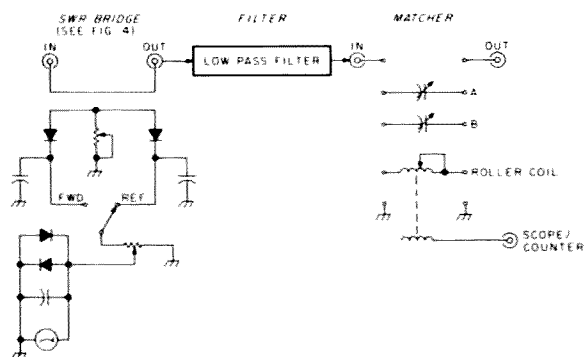 SWR BRIDGE
(SEE FIG. 4)
FILTER
MATCHER
IN
OUT
LOW PASS FILTER
IN
OUT
A
B
FWD
REF
ROLLER COIL
SCOPE/
COUNTER